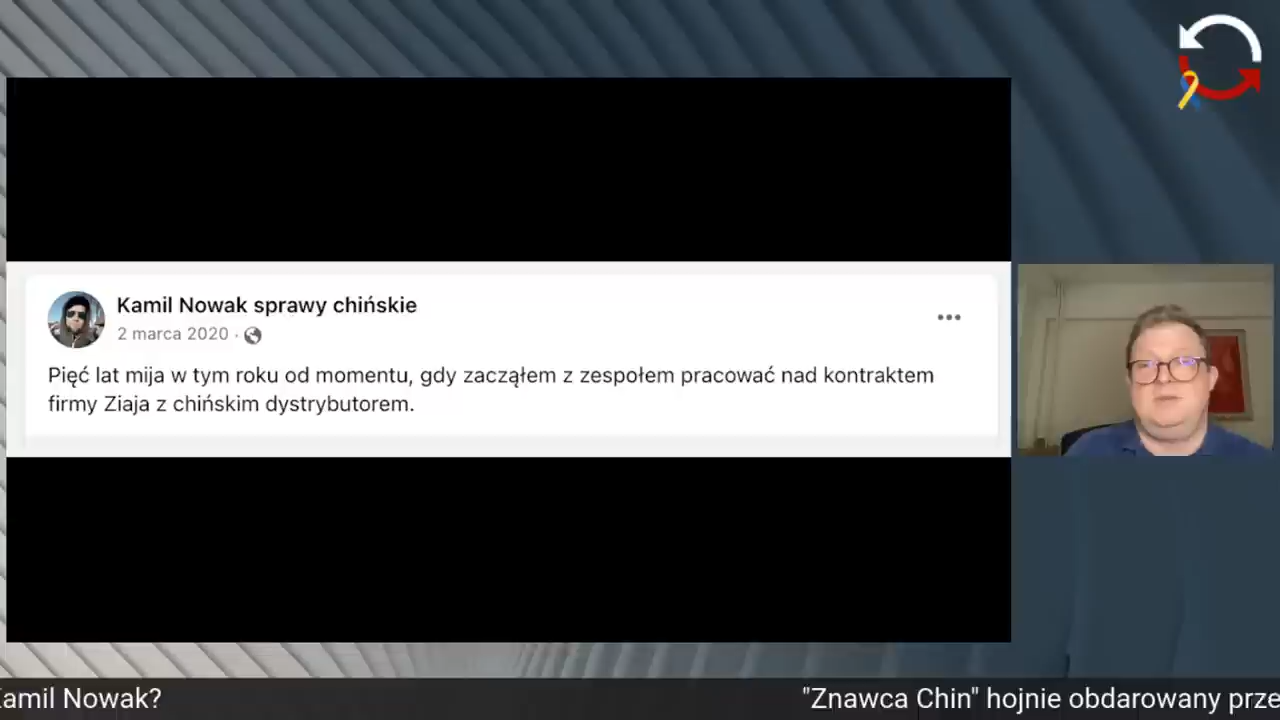 Kamil Nowak sprawy chińskie
2 marca 2020 ·
Pięć lat mija w tym roku od momentu, gdy zacząłem z zespołem pracować nad kontraktem
firmy Ziaja z chińskim dystrybutorem.
Kamil Nowak? "Znawca Chin" hojnie obdarowany prze